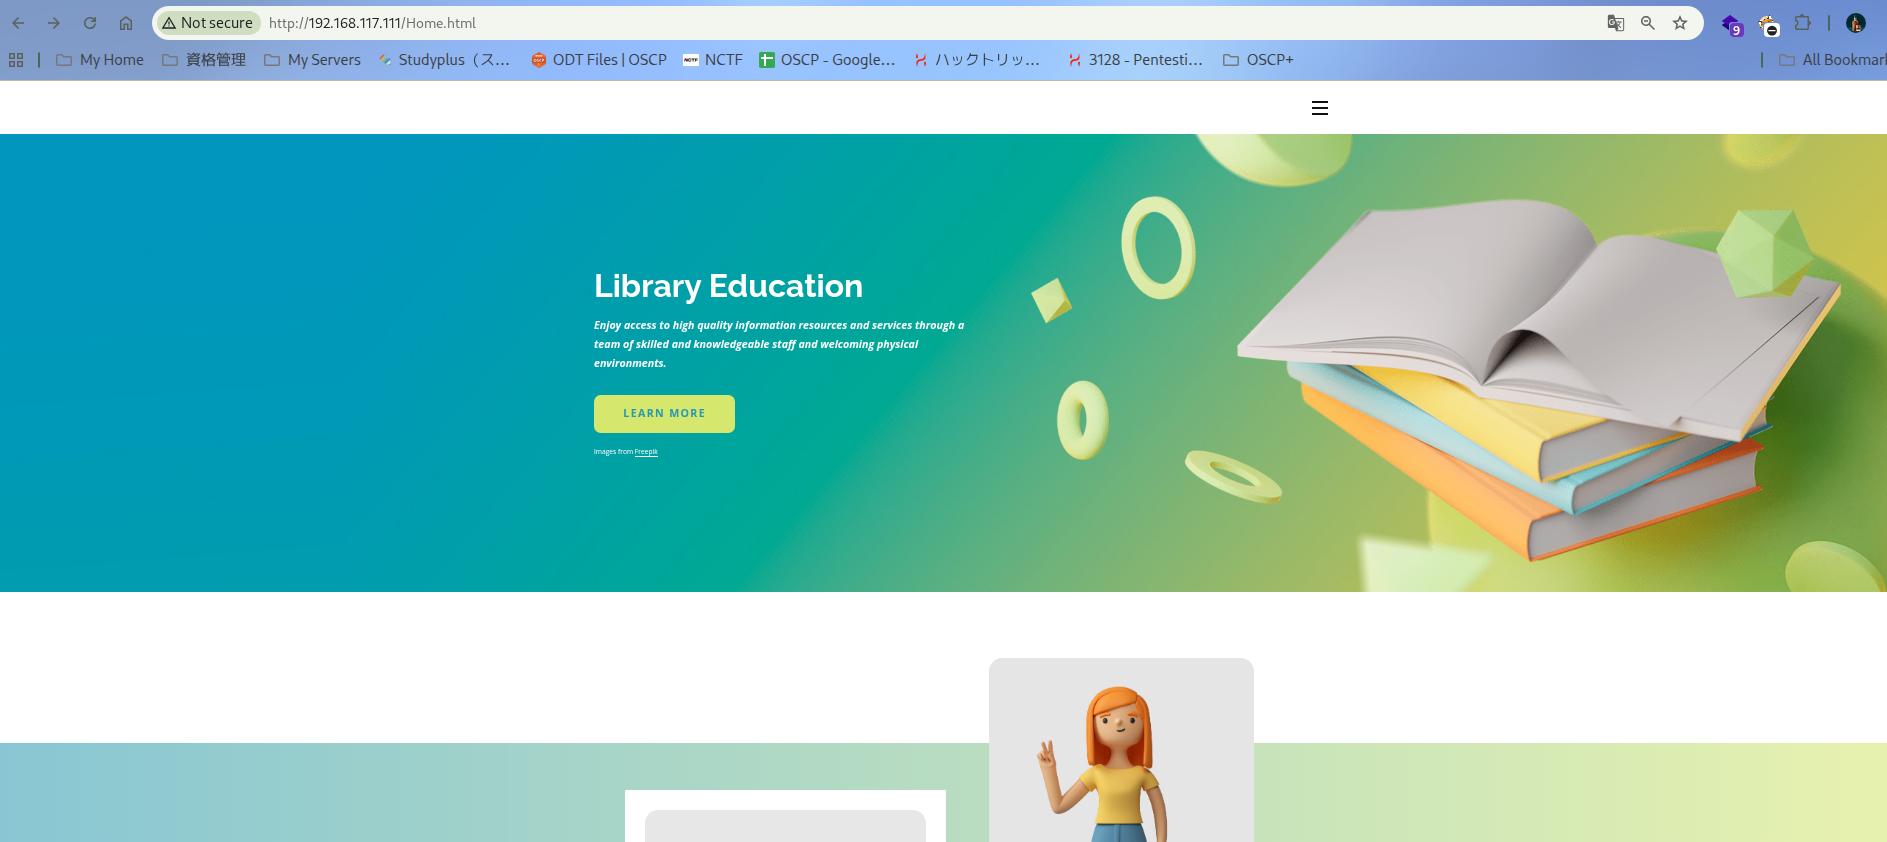 Not secure http://192.168.117.111/Home.html 9
My Home 資格管理 My Servers Studyplus（ス... ODT Files | OSCP NCTF NCTF OSCP - Google... ハックトリッ... 3128 - Pentesti... OSCP+ All Bookmar
Library Education
Enjoy access to high quality information resources and services through a
team of skilled and knowledgeable staff and welcoming physical
environments.
LEARN MORE
Images from Freepik